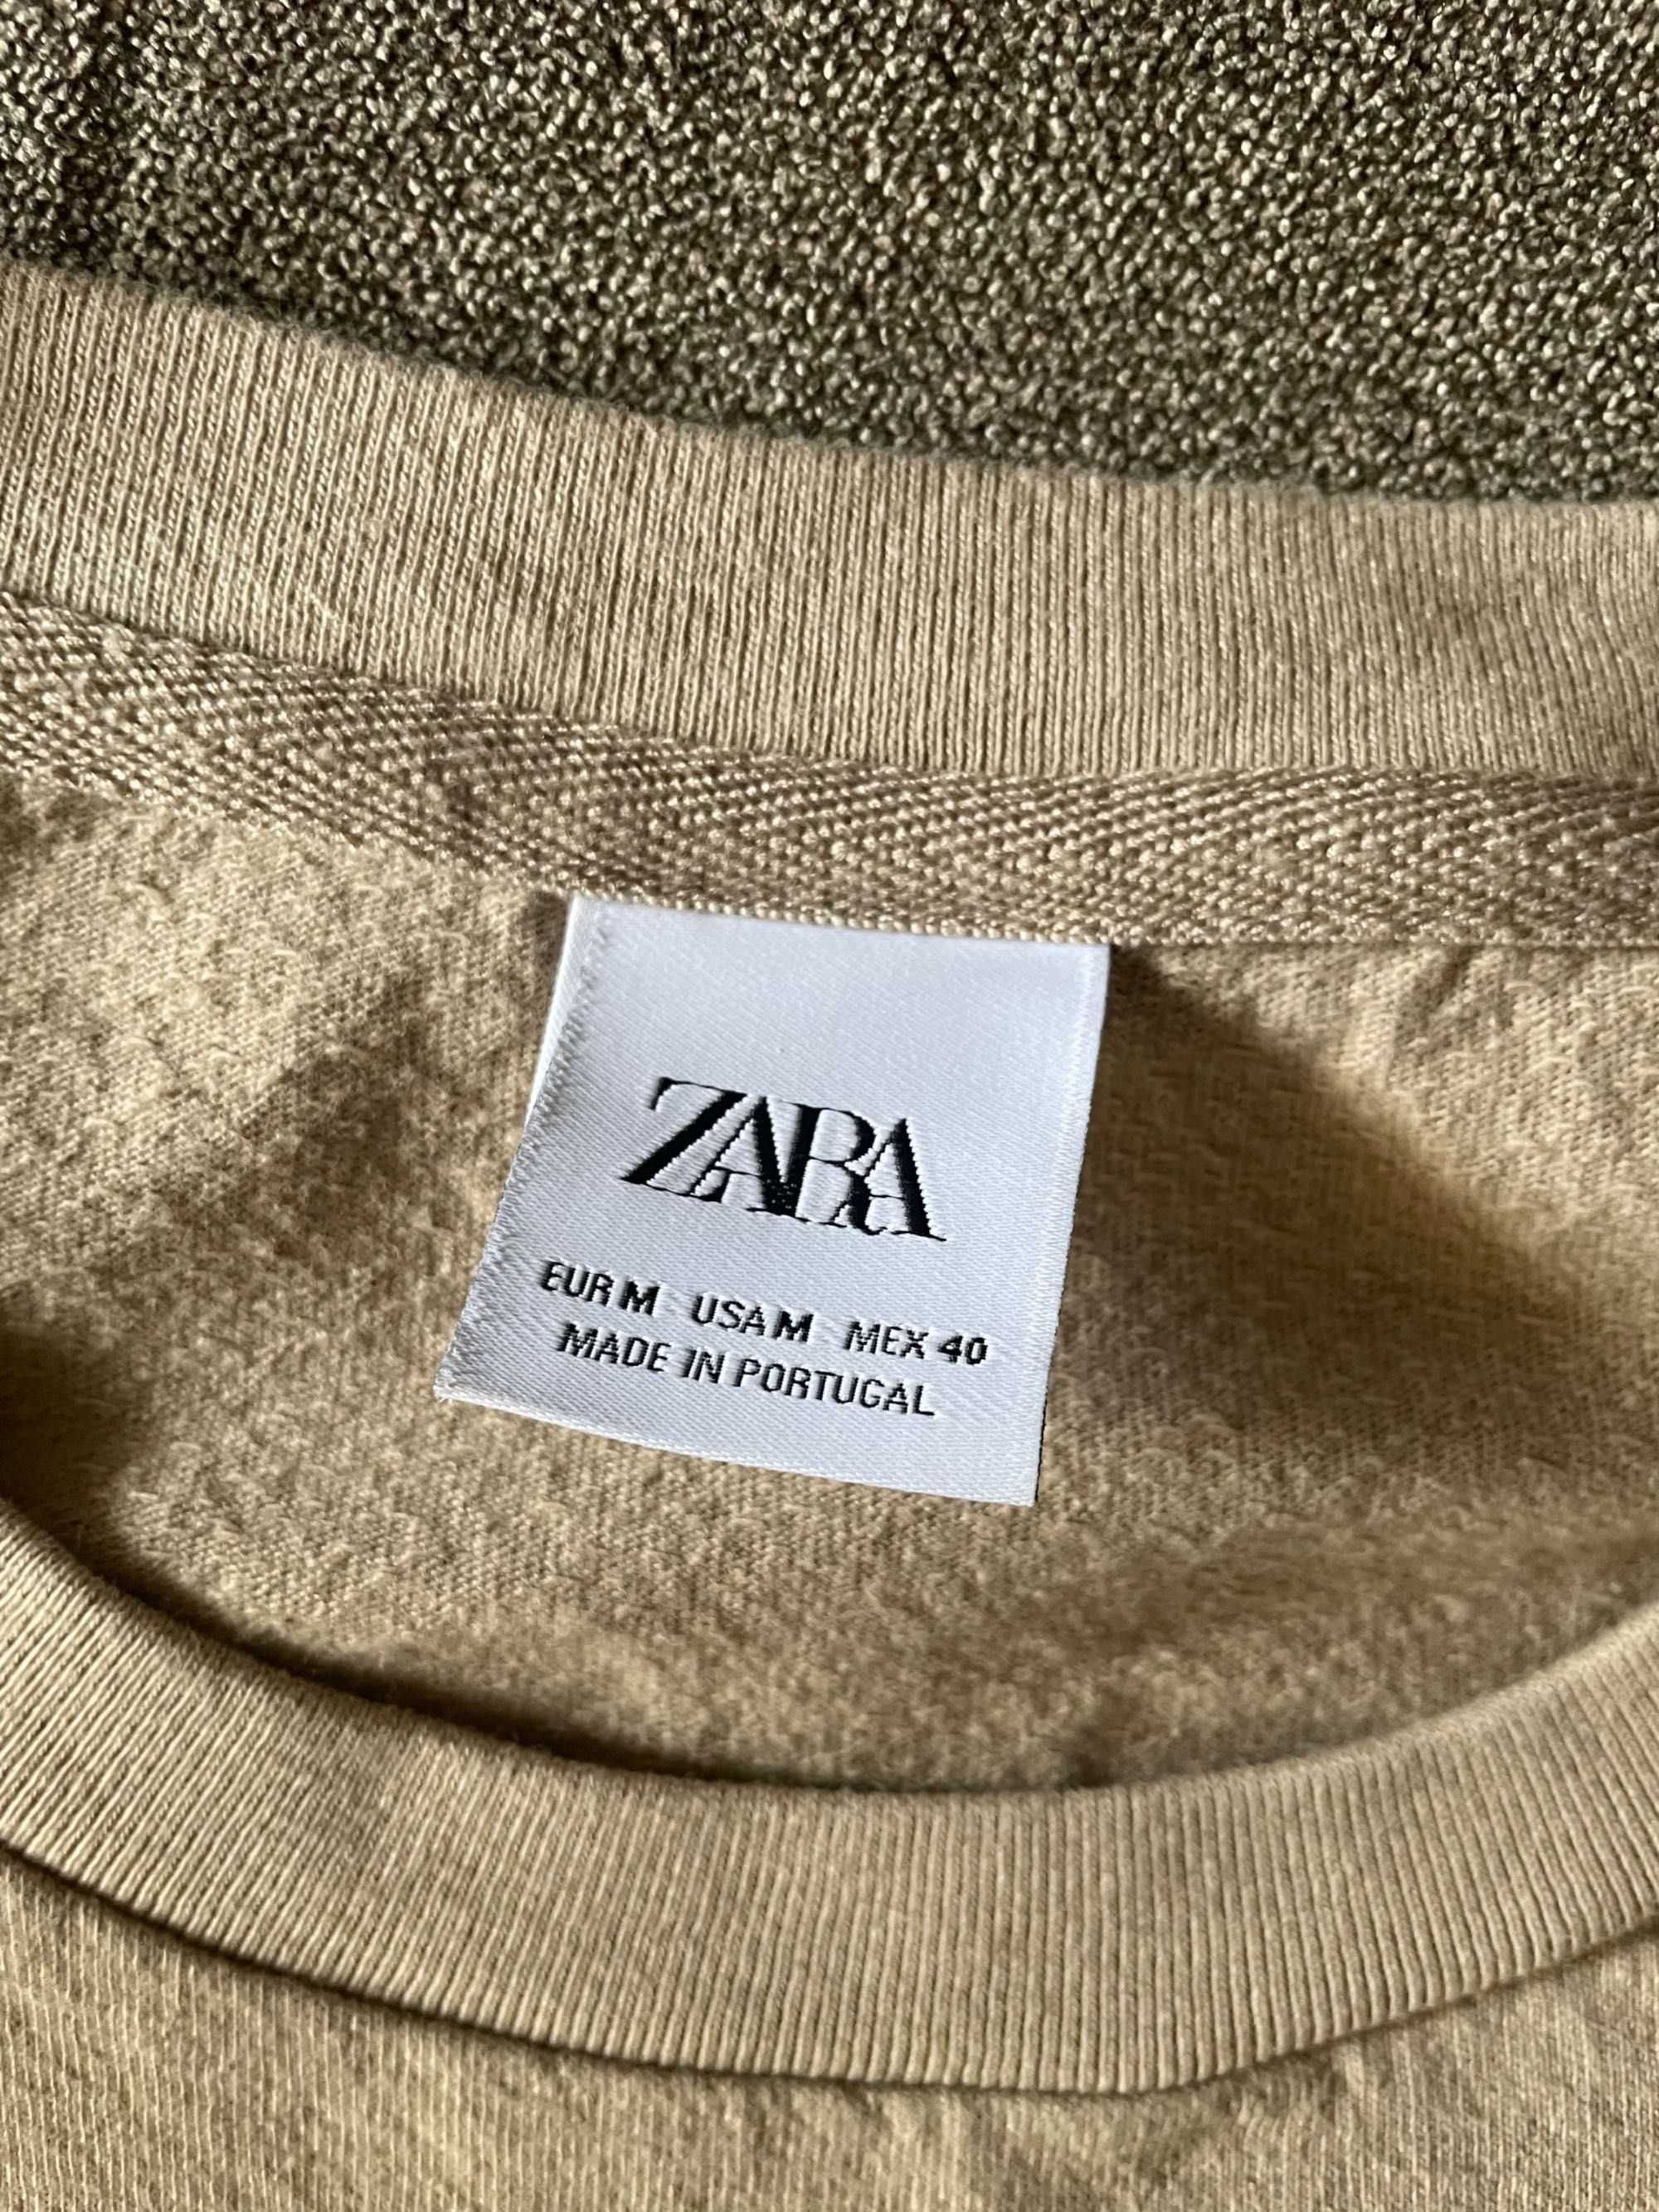 ZARA
EUR M USA M MEX 40
MADE IN PORTUGAL